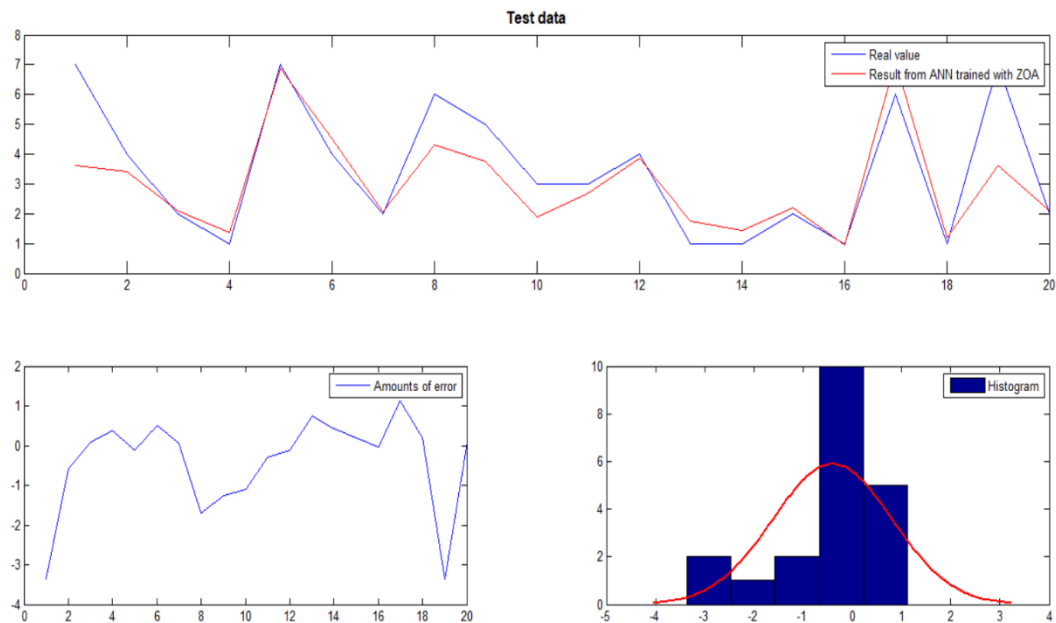 Test data
8
7
6
5
4
3
2
1
0
Real value
Result from ANN trained with ZOA
0 2 4 6 8 10 12 14 16 18 20
2
1
0
-1
-2
-3
-4
Amounts of error
0 2 4 6 8 10 12 14 16 18 20
10
8
6
4
2
0
Histogram
-5 -4 -3 -2 -1 0 1 2 3 4